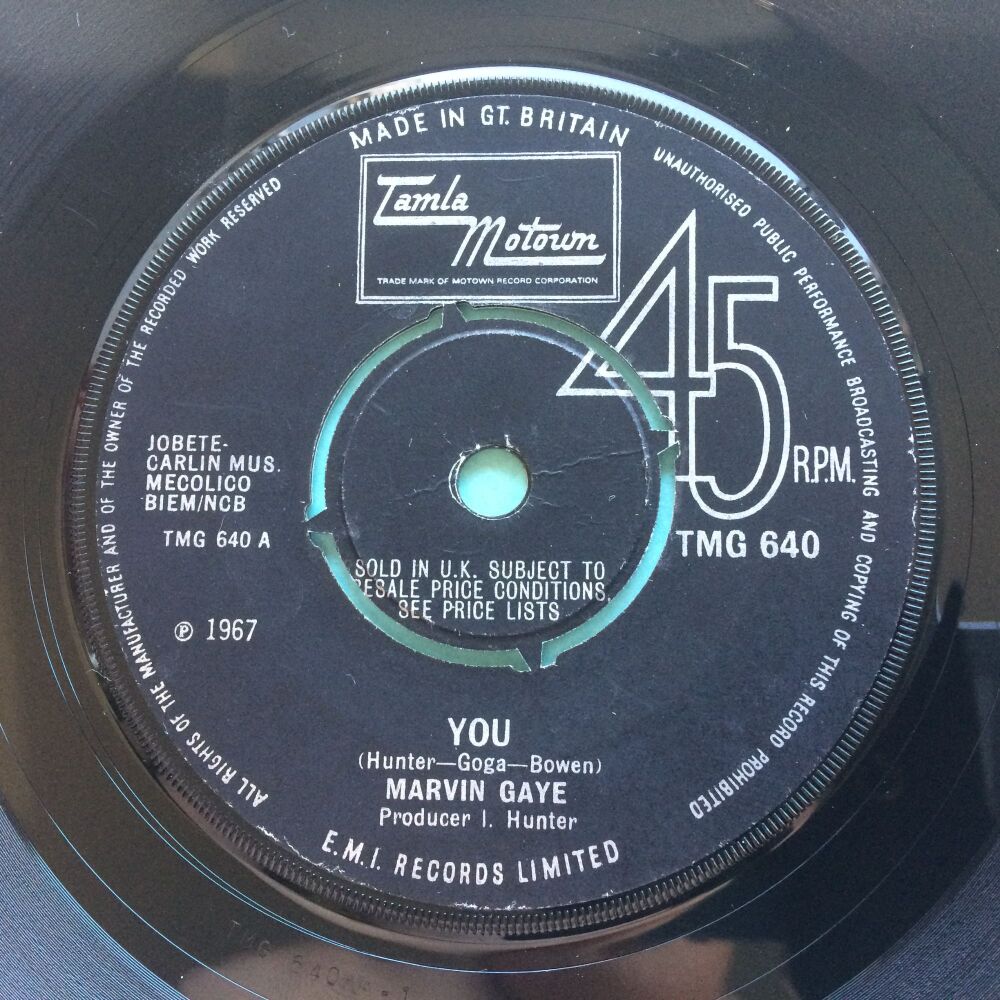 MADE IN GT. BRITAIN
UNAUTHORISED PUBLIC PERFORMANCE BROADCASTING AND COPYING OF THIS RECORD PROHIBITED
ALL RIGHTS OF THE MANUFACTURER AND OF THE OWNER OF THE RECORDED WORK RESERVED
Tamla
Motown
TRADE MARK OF MOTOWN RECORD CORPORATION
45
R.P.M.
JOBETE-
CARLIN MUS.
MECOLICO
BIEM/NCB
TMG 640 A
TMG 640
SOLD IN U.K. SUBJECT TO
RESALE PRICE CONDITIONS,
SEE PRICE LISTS
℗ 1967
YOU
(Hunter—Goga—Bowen)
MARVIN GAYE
Producer I. Hunter
E.M.I. RECORDS LIMITED